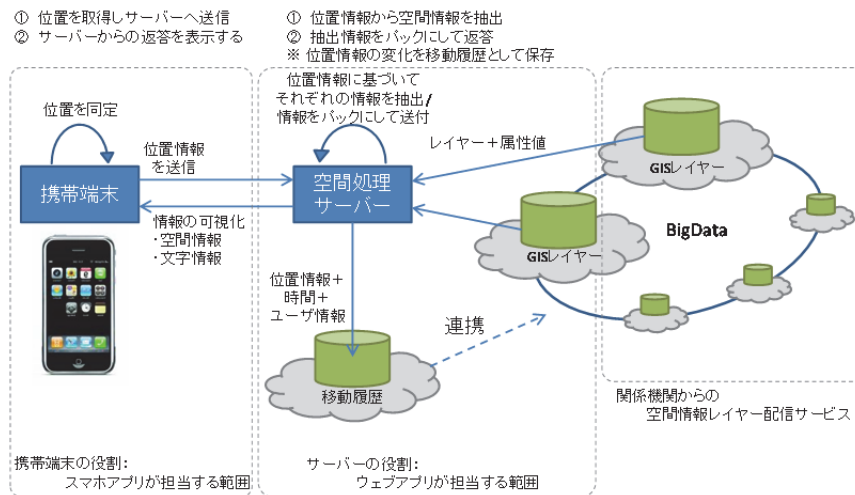 ① 位置を取得しサーバーへ送信
② サーバーからの返答を表示する
① 位置情報から空間情報を抽出
② 抽出情報をバックにして返答
※ 位置情報の変化を移動履歴として保存
位置を同定
位置情報
を送信
携帯端末
情報の可視化
・空間情報
・文字情報
位置情報に基づいて
それぞれの情報を抽出/
情報をバックにして送付
空間処理
サーバー
レイヤー+属性値
GISレイヤー
GISレイヤー
BigData
位置情報+
時間+
ユーザ情報
連携
移動履歴
関係機関からの
空間情報レイヤー配信サービス
携帯端末の役割:
スマホアプリが担当する範囲
サーバーの役割:
ウェブアプリが担当する範囲